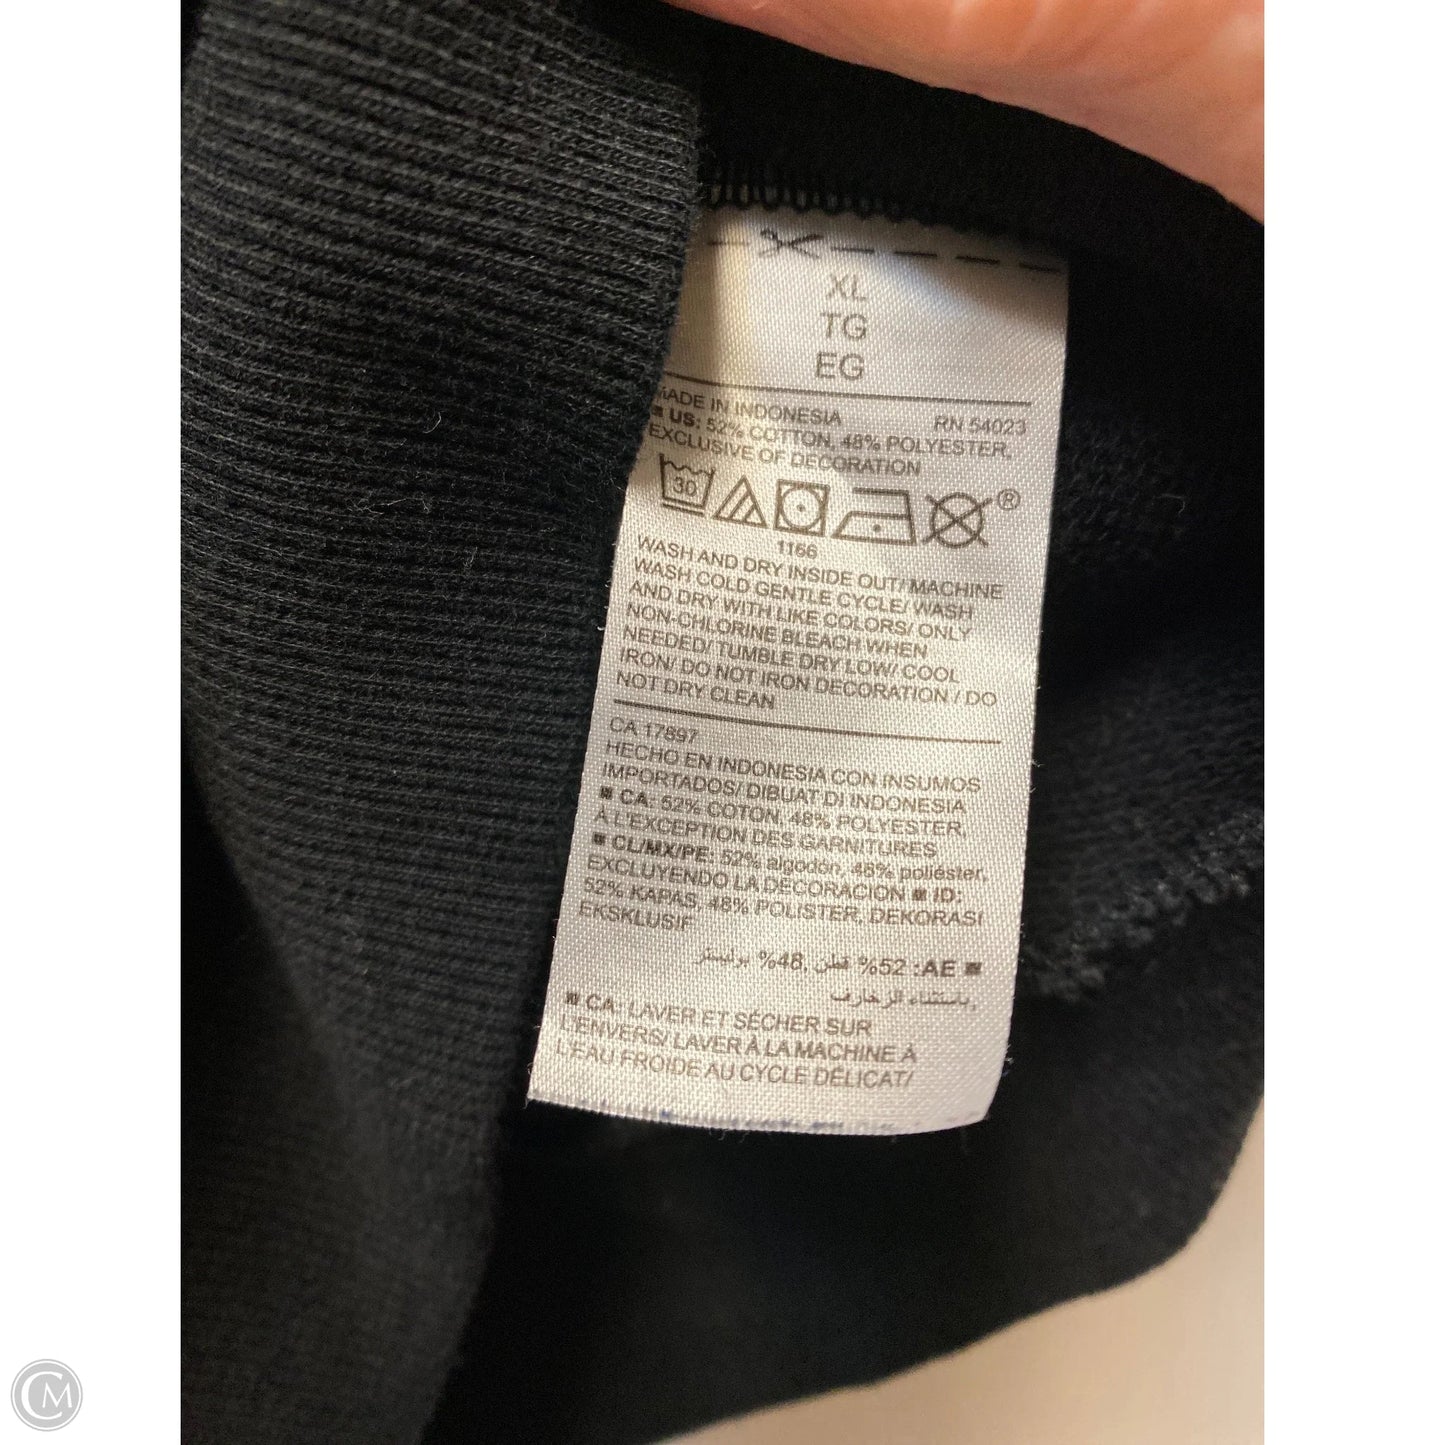 XL
TG
EG
MADE IN INDONESIA RN 54023
US: 52% COTTON, 48% POLYESTER,
EXCLUSIVE OF DECORATION
30
®
1166
WASH AND DRY INSIDE OUT/ MACHINE
WASH COLD GENTLE CYCLE/ WASH
AND DRY WITH LIKE COLORS/ ONLY
NON-CHLORINE BLEACH WHEN
NEEDED/ TUMBLE DRY LOW/ COOL
IRON/ DO NOT IRON DECORATION / DO
NOT DRY CLEAN
CA 17897
HECHO EN INDONESIA CON INSUMOS
IMPORTADOS/ DIBUAT DI INDONESIA
CA: 52% COTON, 48% POLYESTER,
À L'EXCEPTION DES GARNITURES
CL/MX/PE: 52% algodón, 48% poliéster,
EXCLUYENDO LA DECORACION ID:
52% KAPAS, 48% POLISTER, DEKORASI
EKSKLUSIF
AE: 52% قطن, 48% بوليستر
باستثناء الزخارف,
CA: LAVER ET SÉCHER SUR
L'ENVERS/ LAVER À LA MACHINE À
L'EAU FROIDE AU CYCLE DÉLICAT/
CM